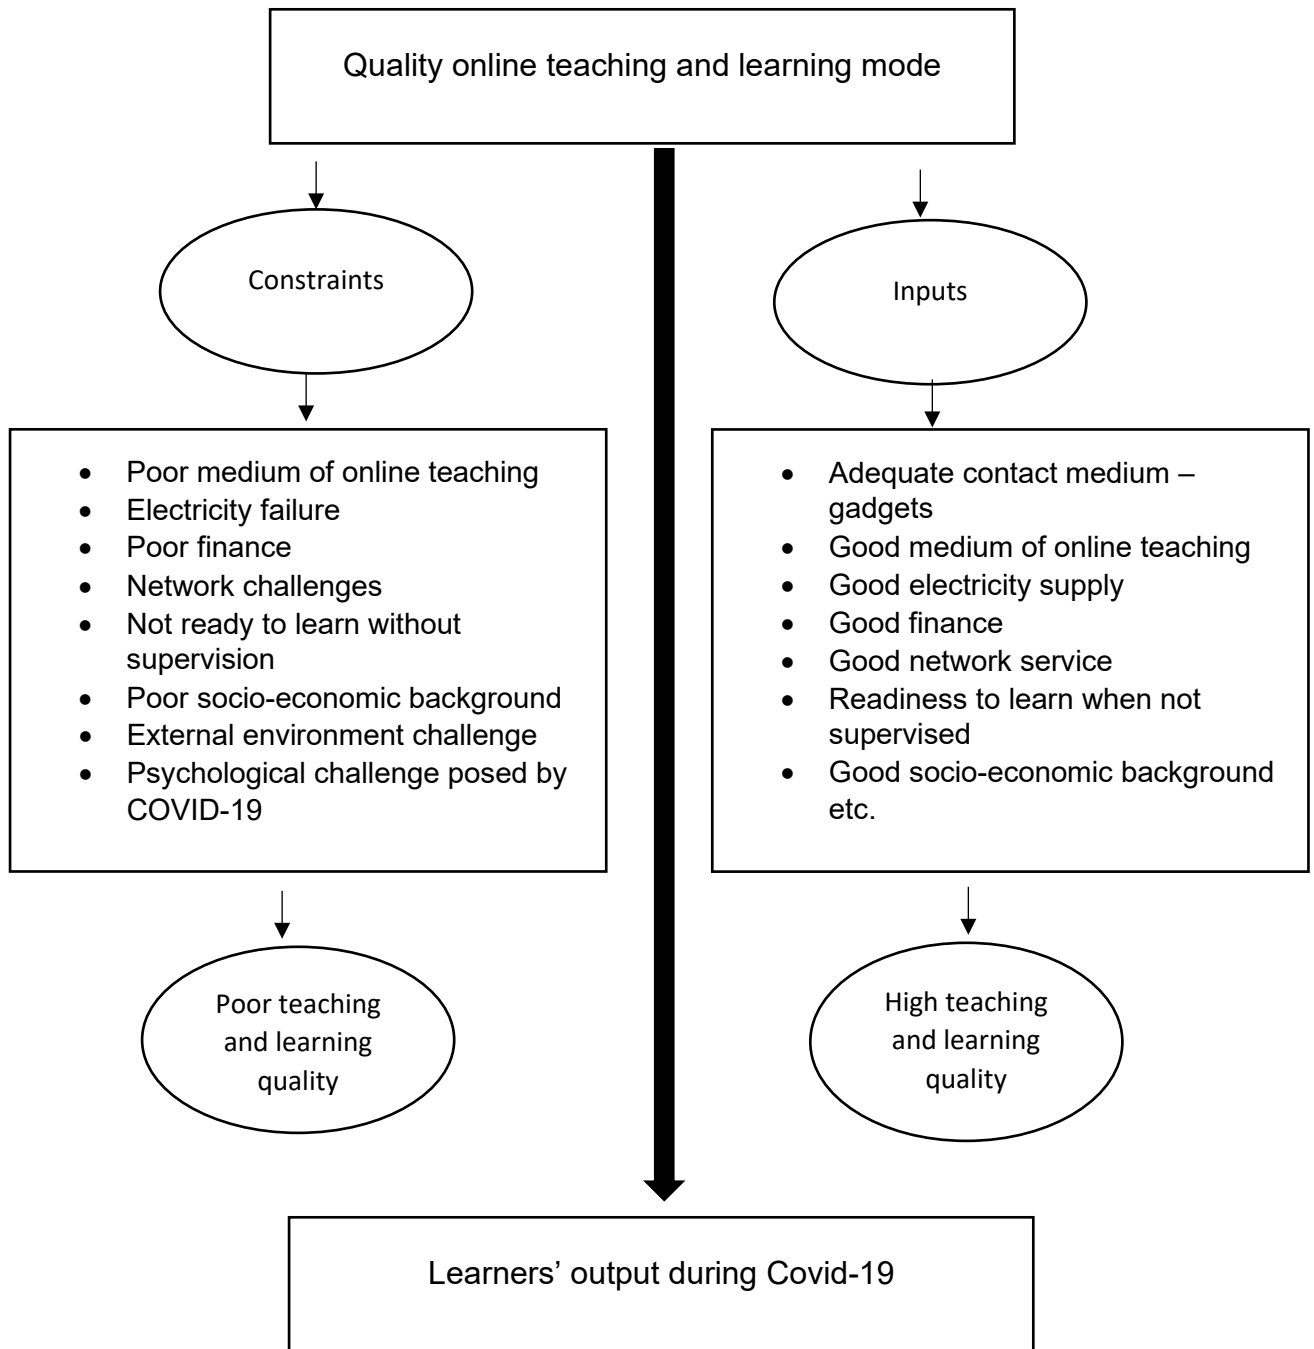 Quality online teaching and learning mode
Constraints
Inputs
• Poor medium of online teaching
• Electricity failure
• Poor finance
• Network challenges
• Not ready to learn without
supervision
• Poor socio-economic background
• External environment challenge
• Psychological challenge posed by
COVID-19
• Adequate contact medium –
gadgets
• Good medium of online teaching
• Good electricity supply
• Good finance
• Good network service
• Readiness to learn when not
supervised
• Good socio-economic background
etc.
Poor teaching
and learning
quality
High teaching
and learning
quality
Learners’ output during Covid-19